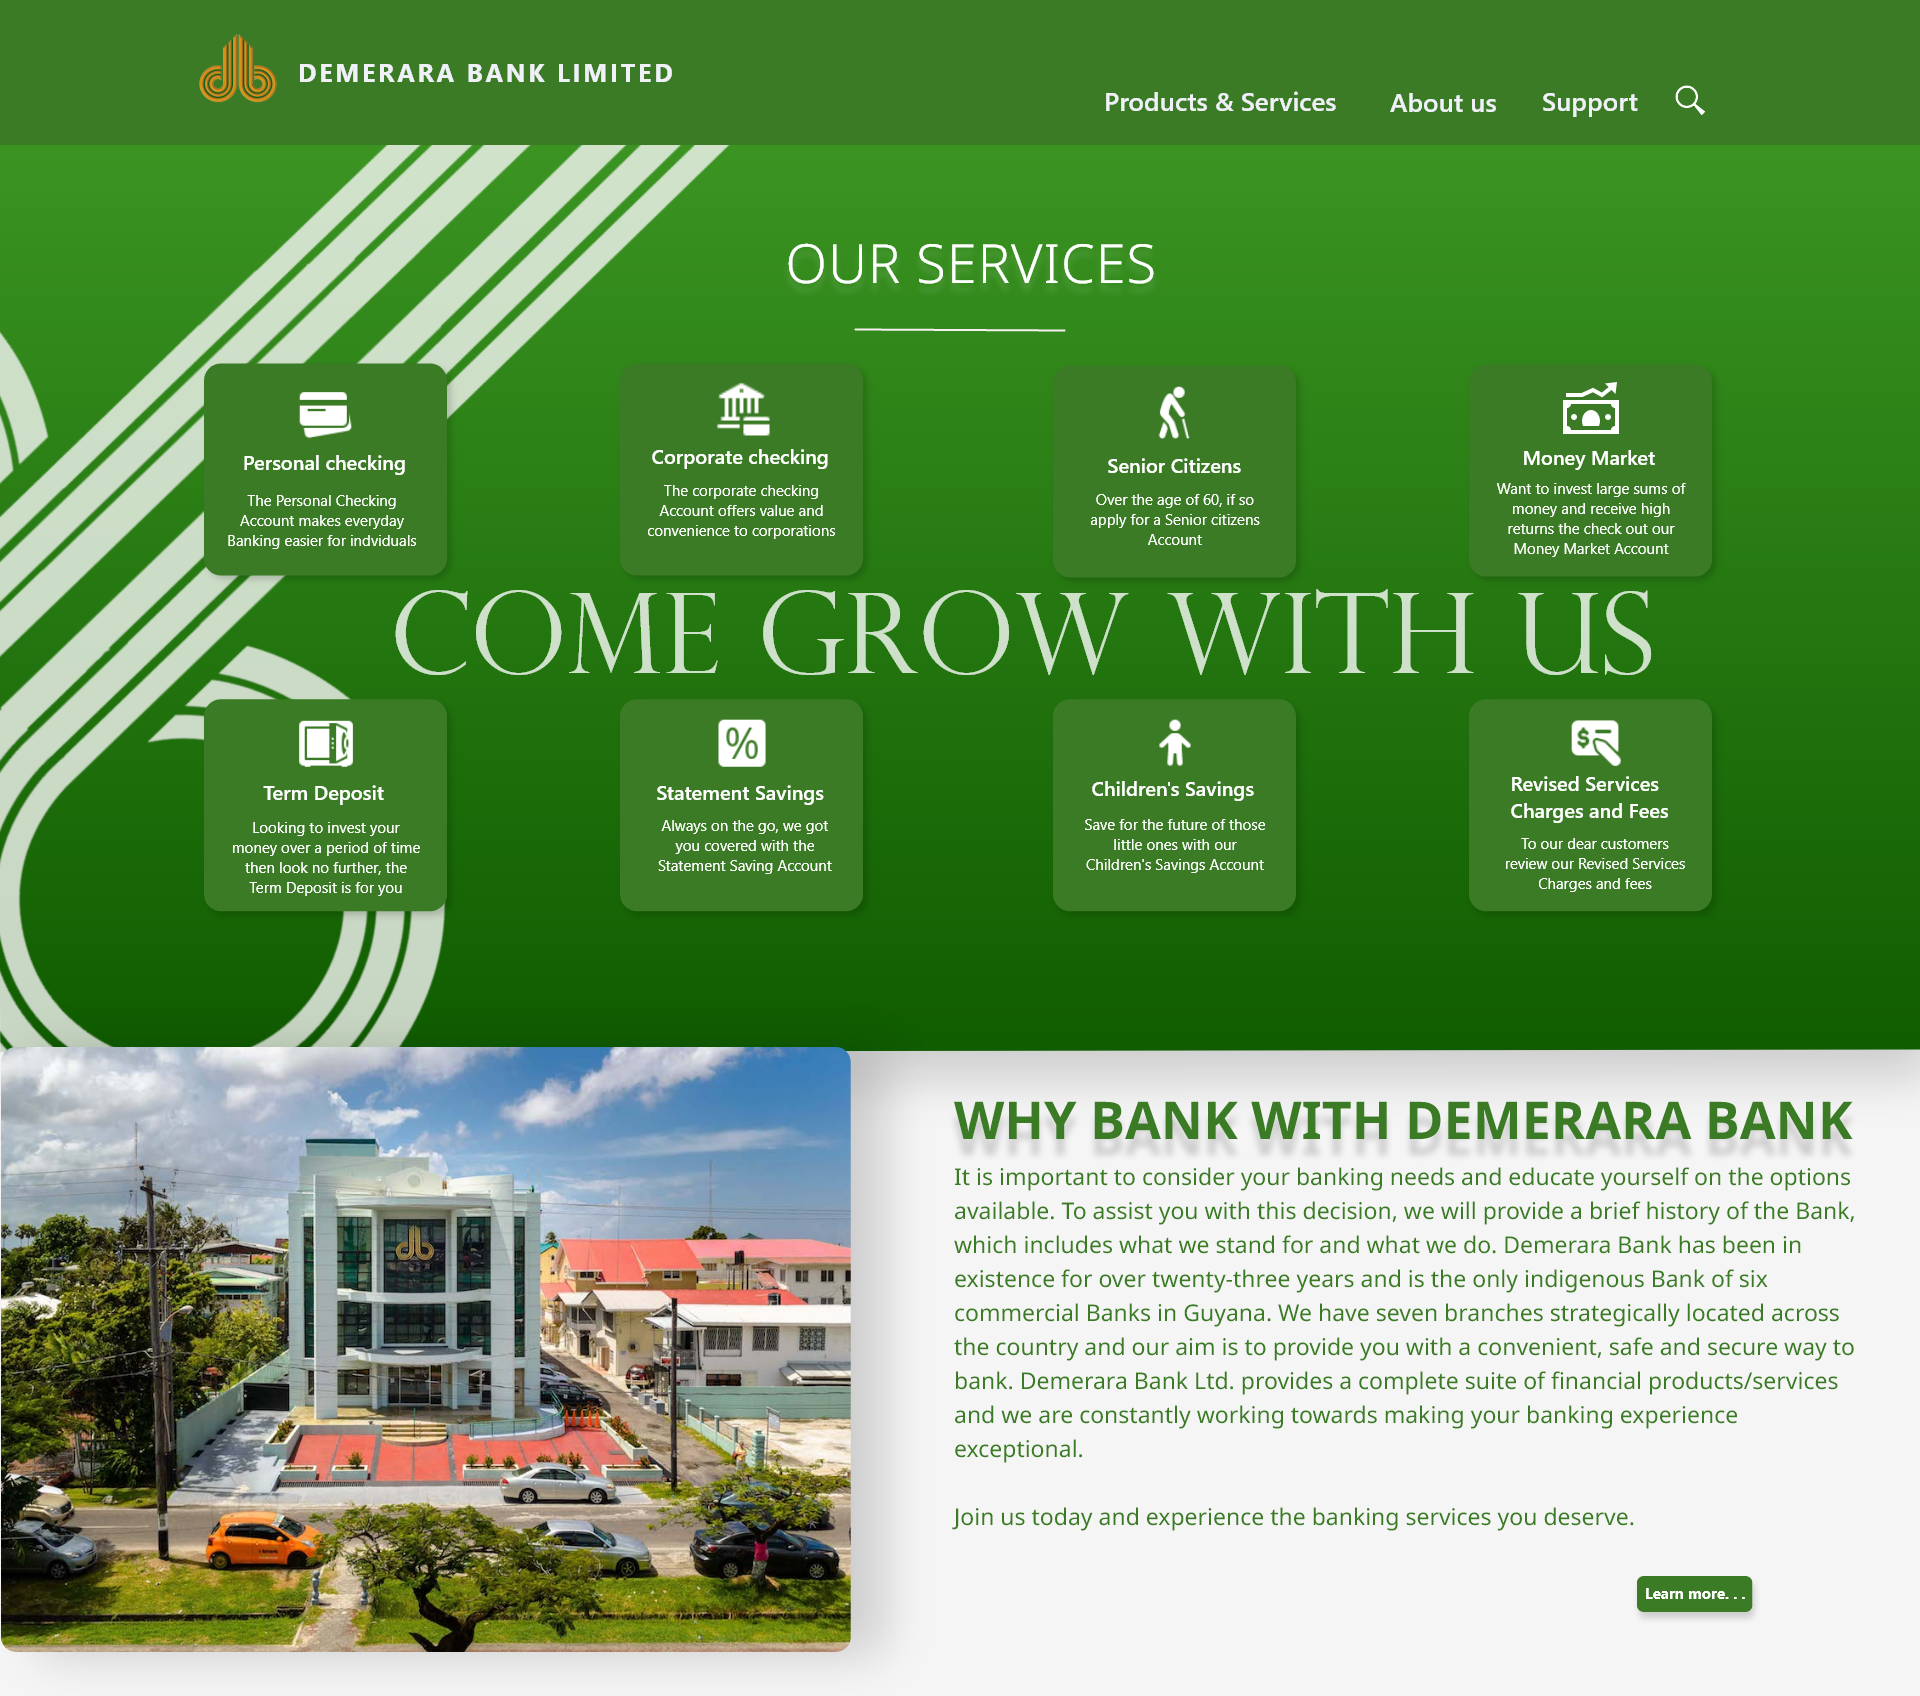 DEMERARA BANK LIMITED
Products & Services
About us
Support
OUR SERVICES
Personal checking
The Personal Checking
Account makes everyday
Banking easier for indviduals
Corporate checking
The corporate checking
Account offers value and
convenience to corporations
Senior Citizens
Over the age of 60, if so
apply for a Senior citizens
Account
Money Market
Want to invest large sums of
money and receive high
returns the check out our
Money Market Account
COME GROW WITH US
Term Deposit
Looking to invest your
money over a period of time
then look no further, the
Term Deposit is for you
%
Statement Savings
Always on the go, we got
you covered with the
Statement Saving Account
Children's Savings
Save for the future of those
little ones with our
Children's Savings Account
$
Revised Services
Charges and Fees
To our dear customers
review our Revised Services
Charges and fees
WHY BANK WITH DEMERARA BANK
It is important to consider your banking needs and educate yourself on the options
available. To assist you with this decision, we will provide a brief history of the Bank,
which includes what we stand for and what we do. Demerara Bank has been in
existence for over twenty-three years and is the only indigenous Bank of six
commercial Banks in Guyana. We have seven branches strategically located across
the country and our aim is to provide you with a convenient, safe and secure way to
bank. Demerara Bank Ltd. provides a complete suite of financial products/services
and we are constantly working towards making your banking experience
exceptional.
Join us today and experience the banking services you deserve.
Learn more. . .